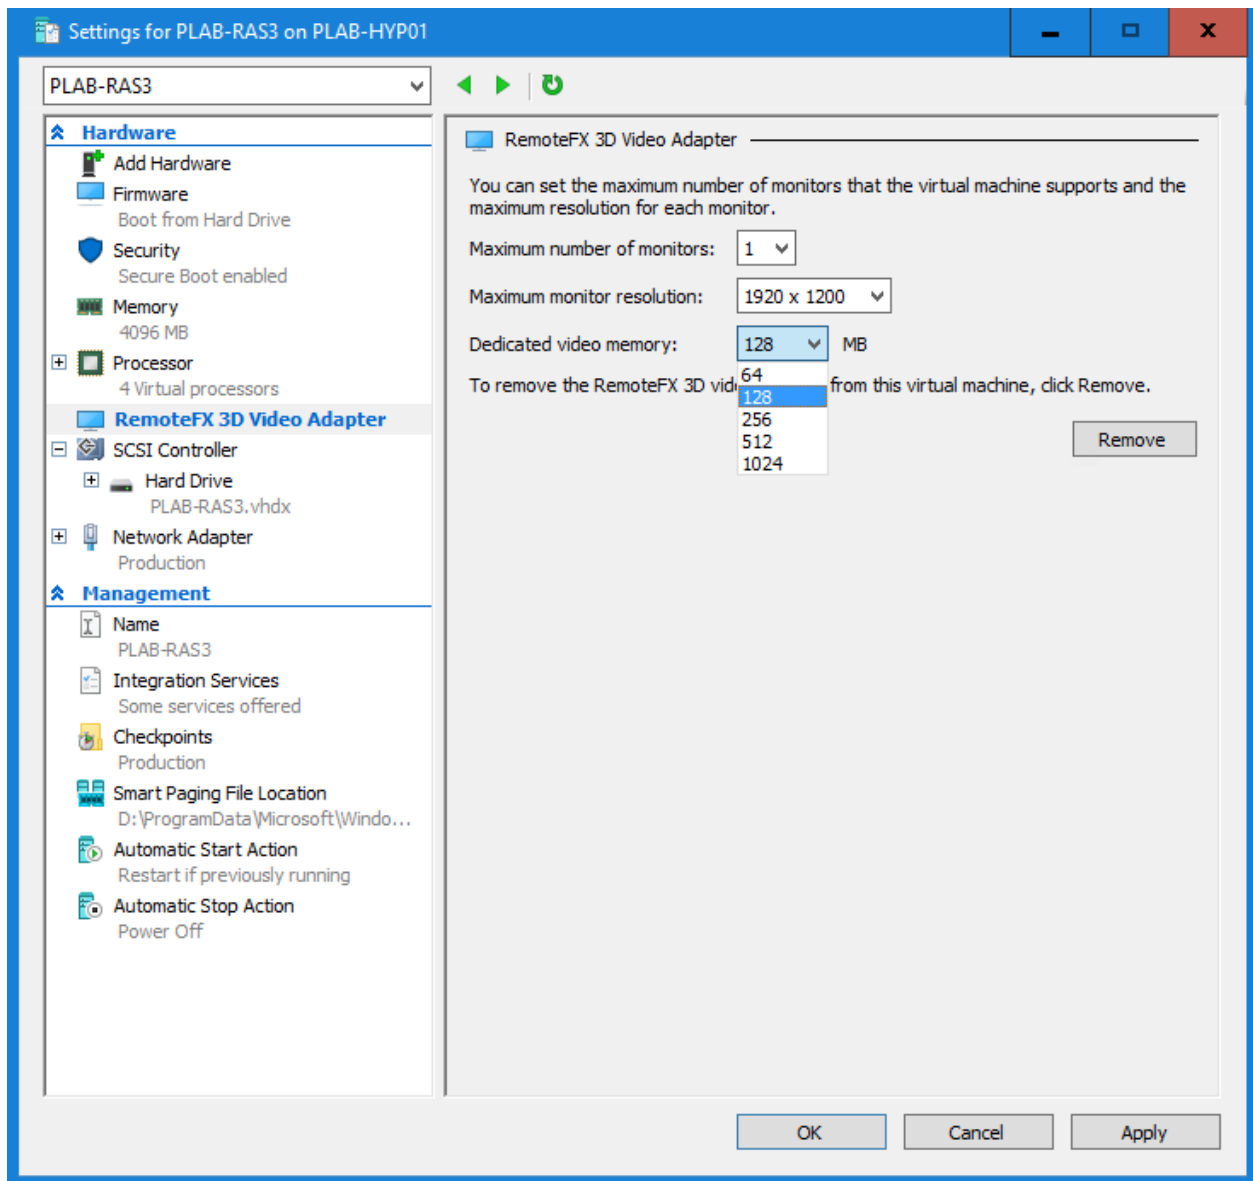 Settings for PLAB-RAS3 on PLAB-HYP01
PLAB-RAS3
Hardware
Add Hardware
Firmware
Boot from Hard Drive
Security
Secure Boot enabled
Memory
4096 MB
Processor
4 Virtual processors
RemoteFX 3D Video Adapter
SCSI Controller
Hard Drive
PLAB-RAS3.vhdx
Network Adapter
Production
Management
Name
PLAB-RAS3
Integration Services
Some services offered
Checkpoints
Production
Smart Paging File Location
D:\ProgramData\Microsoft\Windo...
Automatic Start Action
Restart if previously running
Automatic Stop Action
Power Off
RemoteFX 3D Video Adapter
You can set the maximum number of monitors that the virtual machine supports and the
maximum resolution for each monitor.
Maximum number of monitors: 1
Maximum monitor resolution: 1920 x 1200
Dedicated video memory: 128 MB
To remove the RemoteFX 3D vid from this virtual machine, click Remove.
64
128
256
512
1024
Remove
OK Cancel Apply